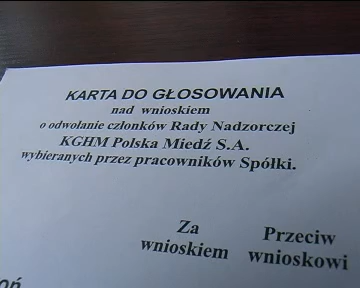 KARTA DO GŁOSOWANIA
nad wnioskiem
o odwołanie członków Rady Nadzorczej
KGHM Polska Miedź S.A.
wybieranych przez pracowników Spółki.
Za Przeciw
wnioskiem wnioskowi